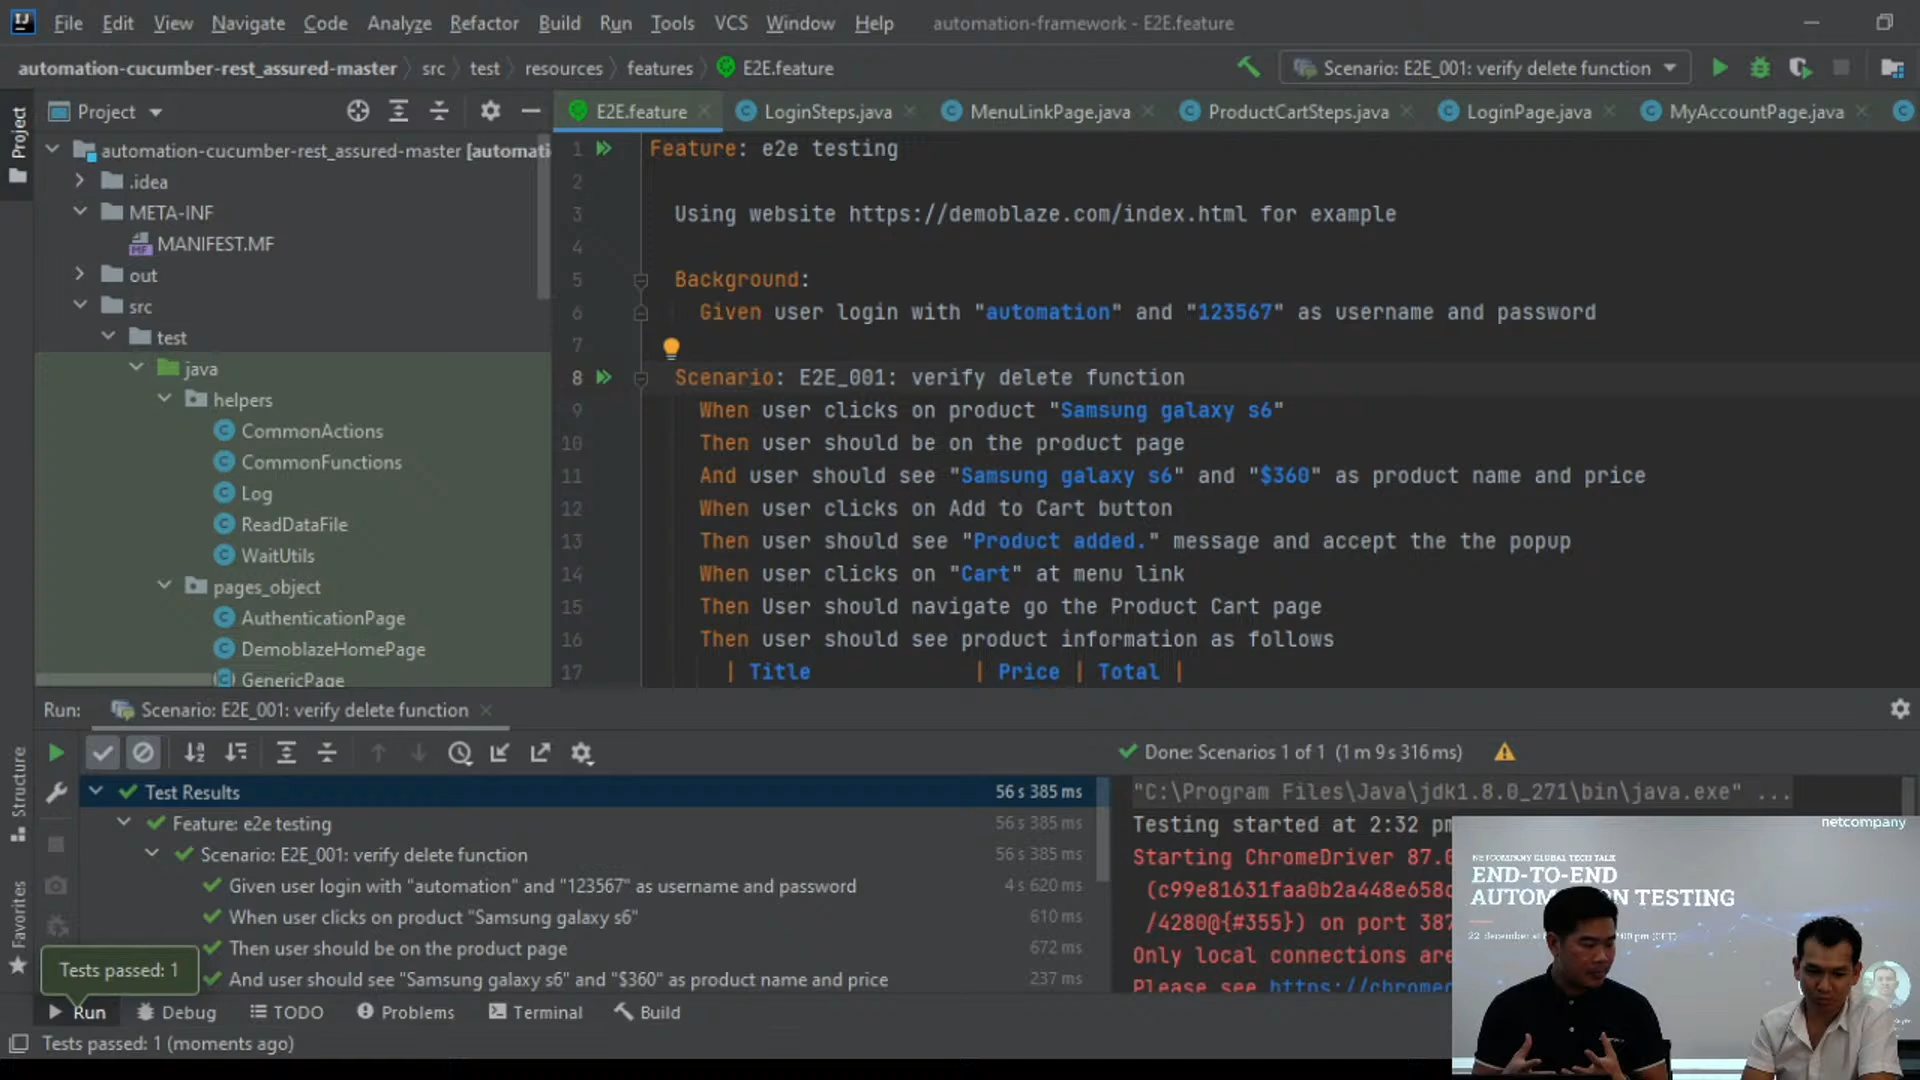 File Edit View Navigate Code Analyze Refactor Build Run Tools VCS Window Help automation-framework - E2E.feature
automation-cucumber-rest_assured-master src test resources features E2E.feature Scenario: E2E_001: verify delete function
Project E2E.feature LoginSteps.java MenuLinkPage.java ProductCartSteps.java LoginPage.java MyAccountPage.java
Project
automation-cucumber-rest_assured-master [automati
.idea
META-INF
MANIFEST.MF
out
src
test
java
helpers
CommonActions
CommonFunctions
Log
ReadDataFile
WaitUtils
pages_object
AuthenticationPage
DemoblazeHomePage
GenericPage
1 Feature: e2e testing
2
3 Using website https://demoblaze.com/index.html for example
4
5 Background:
6 Given user login with "automation" and "123567" as username and password
7
8 Scenario: E2E_001: verify delete function
9 When user clicks on product "Samsung galaxy s6"
10 Then user should be on the product page
11 And user should see "Samsung galaxy s6" and "$360" as product name and price
12 When user clicks on Add to Cart button
13 Then user should see "Product added." message and accept the the popup
14 When user clicks on "Cart" at menu link
15 Then User should navigate go the Product Cart page
16 Then user should see product information as follows
17 | Title | Price | Total |
Run: Scenario: E2E_001: verify delete function
Done: Scenarios 1 of 1 (1 m 9 s 316 ms)
Structure
Favorites
Test Results 56 s 385 ms
Feature: e2e testing 56 s 385 ms
Scenario: E2E_001: verify delete function 56 s 385 ms
Given user login with "automation" and "123567" as username and password 4 s 620 ms
When user clicks on product "Samsung galaxy s6" 610 ms
Then user should be on the product page 672 ms
And user should see "Samsung galaxy s6" and "$360" as product name and price 237 ms
"C:\Program Files\Java\jdk1.8.0_271\bin\java.exe" ...
Testing started at 2:32 pm
Starting ChromeDriver 87.0
(c99e81631faa0b2a448e658c
/4280@{#355}) on port 387
Only local connections are
Please see https://chromed
netcompany
NETCOMPANY GLOBAL TECH TALK
END-TO-END
AUTOMATION TESTING
22. december
Tests passed: 1
Run Debug TODO Problems Terminal Build
Tests passed: 1 (moments ago)